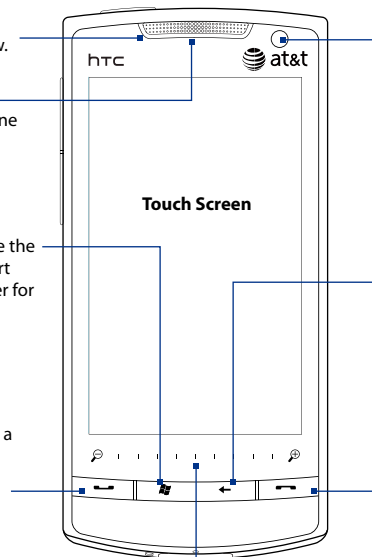 v.
hTC
at&t
ne
Touch Screen
e the
rt
er for
a